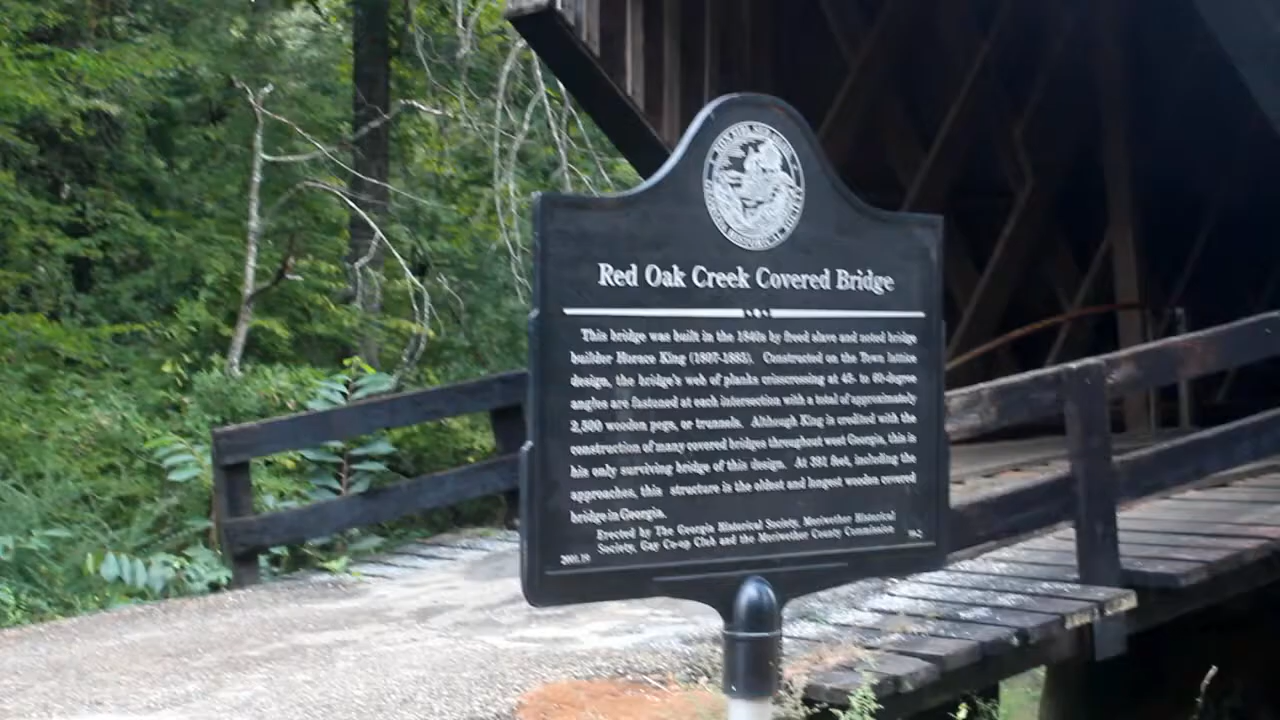 Red Oak Creek Covered Bridge
This bridge was built in the 1840s by freed slave and noted bridge
builder Horace King (1807-1885). Constructed on the Town lattice
design, the bridge's web of planks crisscrossing at 45- to 60-degree
angles are fastened at each intersection with a total of approximately
2,500 wooden pegs, or trunnels. Although King is credited with the
construction of many covered bridges throughout west Georgia, this is
his only surviving bridge of this design. At 391 feet, including the
approaches, this structure is the oldest and longest wooden covered
bridge in Georgia.
Erected by The Georgia Historical Society, Meriwether Historical
Society, Gay Co-op Club and the Meriwether County Commission
2001.19
99-2